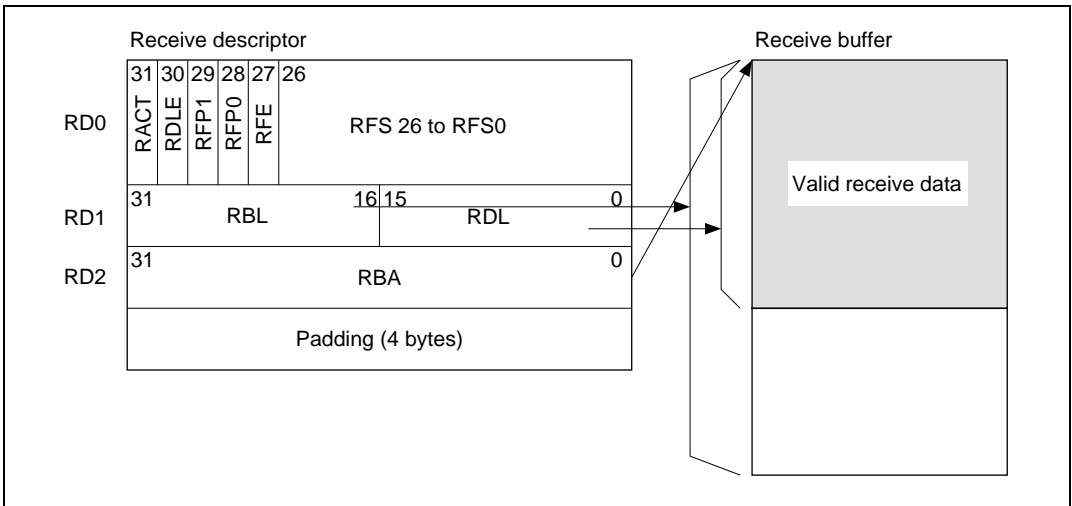 Receive descriptor
Receive buffer
31 30 29 28 27 26
RD0
RACT
RDLE
RFP1
RFP0
RFE
RFS 26 to RFS0
Valid receive data
31 16 15 0
RD1
RBL
RDL
31 0
RD2
RBA
Padding (4 bytes)